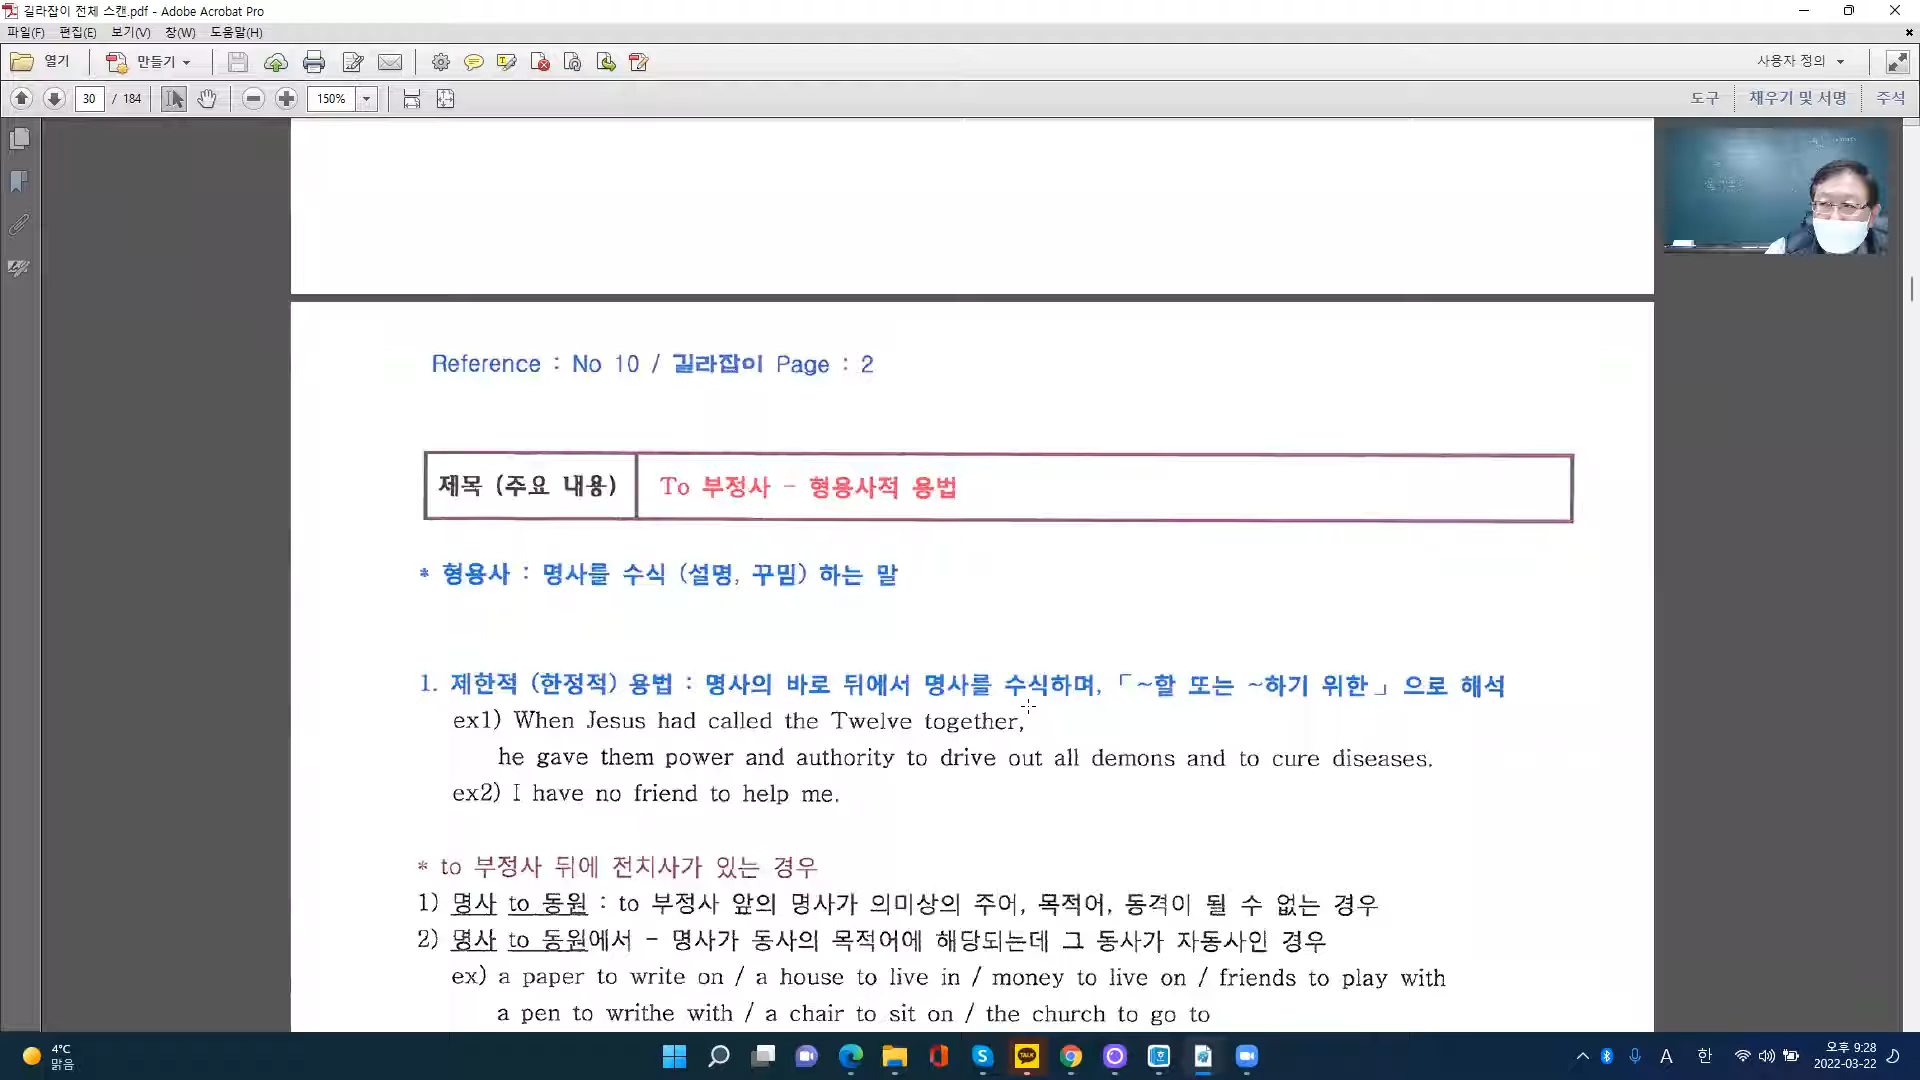 길라잡이 전체 스캔.pdf - Adobe Acrobat Pro
파일(F) 편집(E) 보기(V) 창(W) 도움말(H)
열기 만들기 사용자 정의
30 / 184 150% 도구 채우기 및 서명 주석
Reference : No 10 / 길라잡이 Page : 2
제목 (주요 내용) To 부정사 - 형용사적 용법
* 형용사 : 명사를 수식 (설명, 꾸밈) 하는 말
1. 제한적 (한정적) 용법 : 명사의 바로 뒤에서 명사를 수식하며, 「~할 또는 ~하기 위한」 으로 해석
ex1) When Jesus had called the Twelve together,
he gave them power and authority to drive out all demons and to cure diseases.
ex2) I have no friend to help me.
* to 부정사 뒤에 전치사가 있는 경우
1) 명사 to 동원 : to 부정사 앞의 명사가 의미상의 주어, 목적어, 동격이 될 수 없는 경우
2) 명사 to 동원에서 - 명사가 동사의 목적어에 해당되는데 그 동사가 자동사인 경우
ex) a paper to write on / a house to live in / money to live on / friends to play with
a pen to writhe with / a chair to sit on / the church to go to
4°C
맑음
TALK
A 한
오후 9:28
2022-03-22